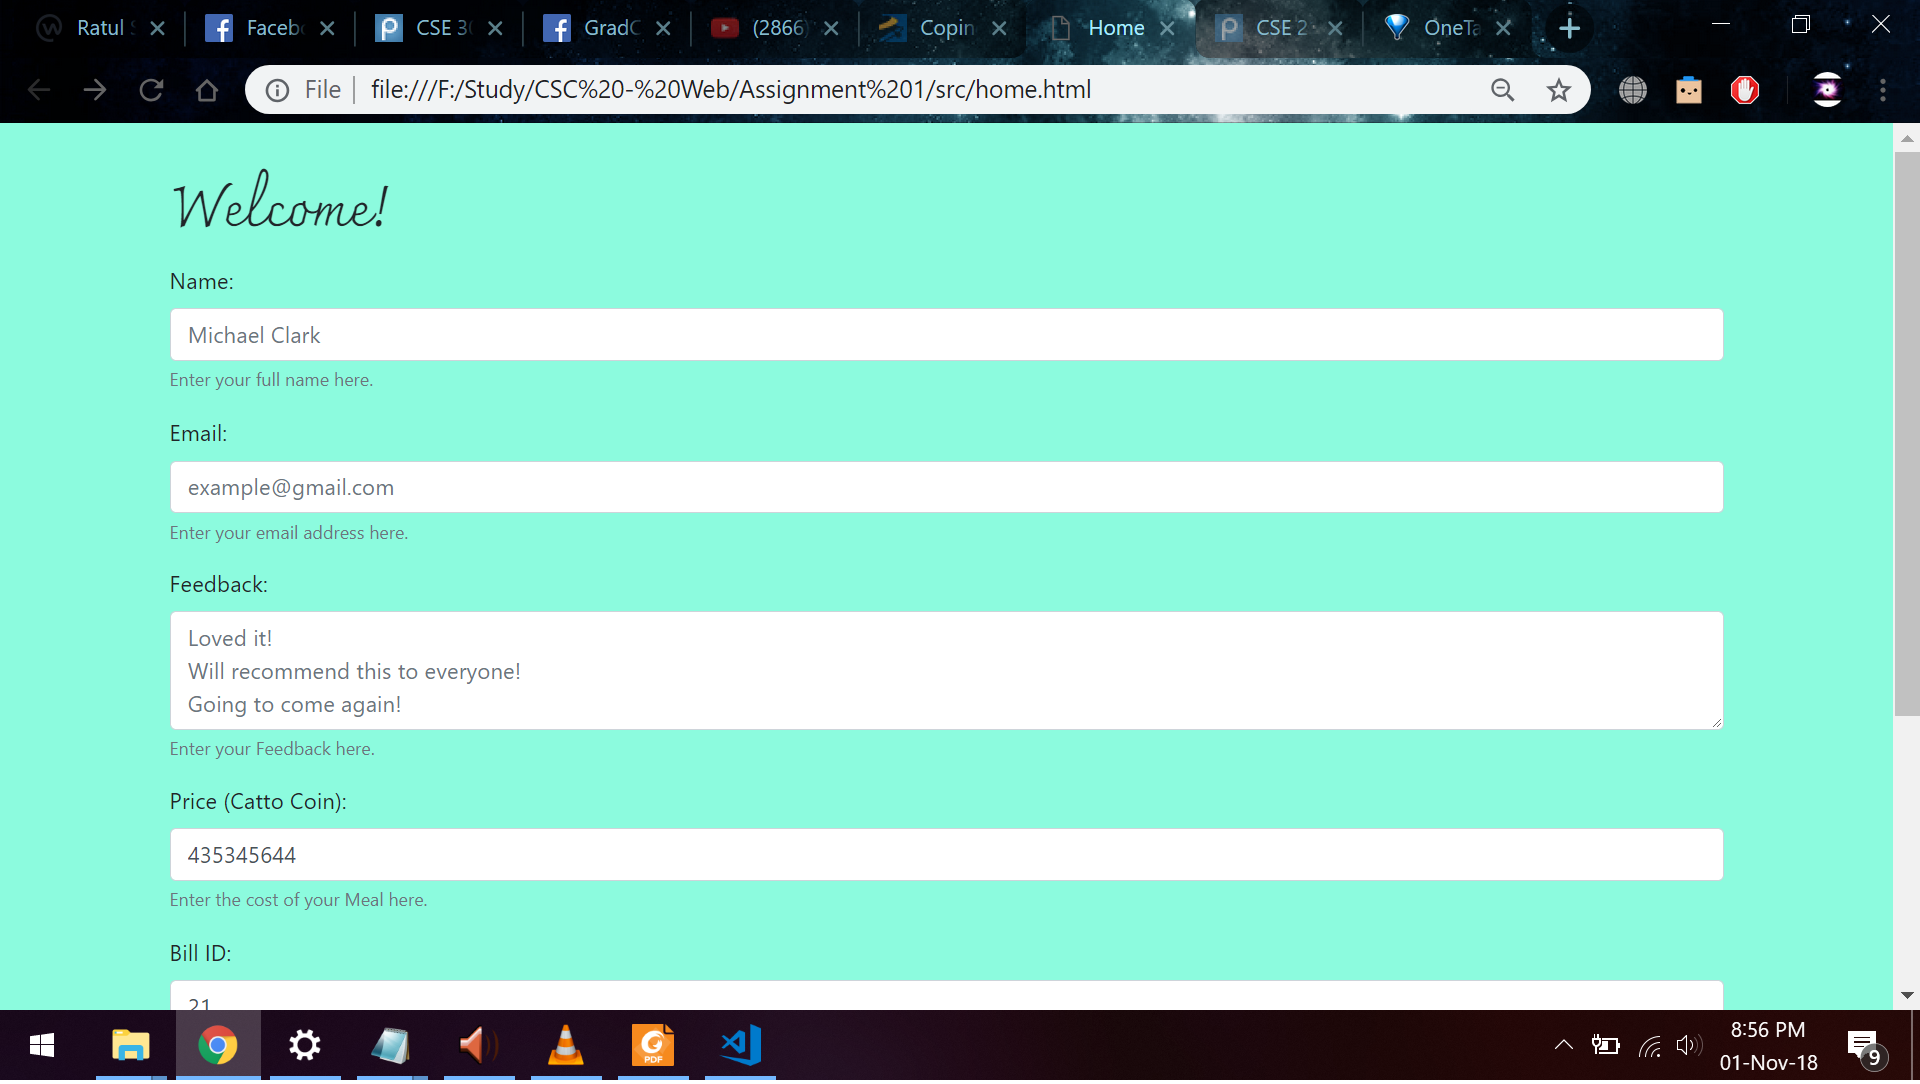 Ratul S
Facebo
CSE 30
GradC
(2866)
Copin
Home
CSE 2
OneTa
File
file:///F:/Study/CSC%20-%20Web/Assignment%201/src/home.html
Welcome!
Name:
Michael Clark
Enter your full name here.
Email:
example@gmail.com
Enter your email address here.
Feedback:
Loved it!
Will recommend this to everyone!
Going to come again!
Enter your Feedback here.
Price (Catto Coin):
435345644
Enter the cost of your Meal here.
Bill ID:
21
PDF
8:56 PM
01-Nov-18
9